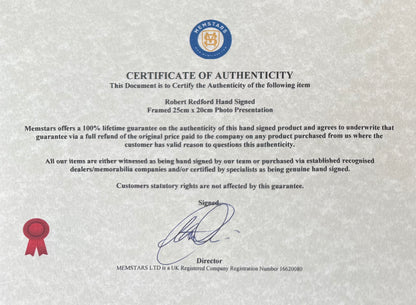 MEMSTARS
CERTIFICATE OF AUTHENTICITY
This Document is to Certify the Authenticity of the following item
Robert Redford Hand Signed
Framed 25cm x 20cm Photo Presentation
Memstars offers a 100% lifetime guarantee on the authenticity of this hand signed product and agrees to underwrite that
guarantee via a full refund of the original price paid to the company on any product purchased from us where the
customer has valid reason to questions this authenticity.
All our items are either witnessed as being hand signed by our team or purchased via established recognised
dealers/memorabilia companies and/or certified by specialists as being genuine hand signed.
Customers statutory rights are not affected by this guarantee.
Signed
Director
MEMSTARS LTD is a UK Registered Company Registration Number 16620080